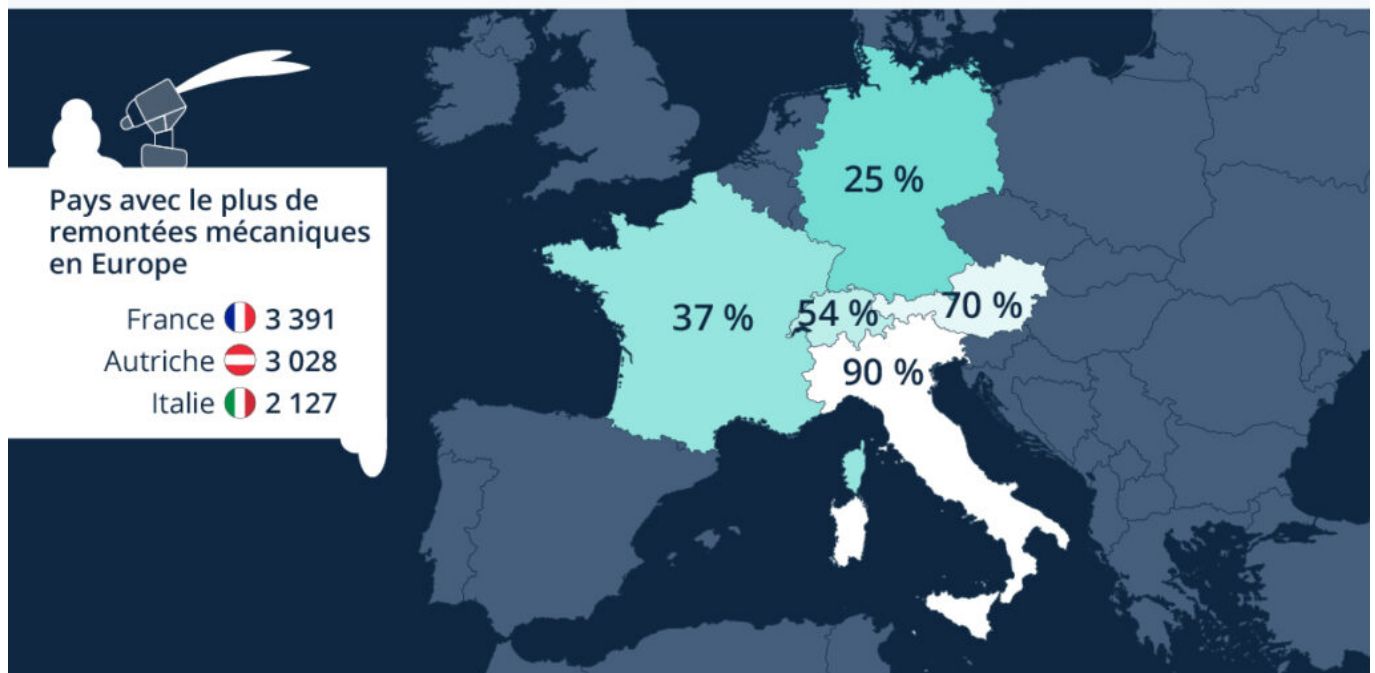 Pays avec le plus de
remontées mécaniques
en Europe
France 3 391
Autriche 3 028
Italie 2 127
25 %
37 %
54 %
70 %
90 %